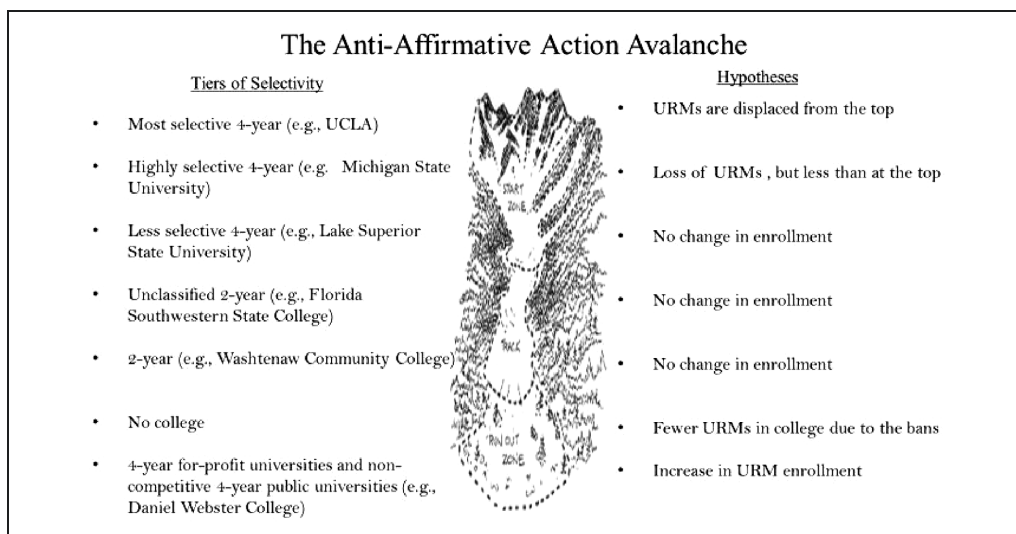 The Anti-Affirmative Action Avalanche
Tiers of Selectivity
• Most selective 4-year (e.g., UCLA)
• Highly selective 4-year (e.g. Michigan State
University)
• Less selective 4-year (e.g., Lake Superior
State University)
• Unclassified 2-year (e.g., Florida
Southwestern State College)
• 2-year (e.g., Washtenaw Community College)
• No college
• 4-year for-profit universities and non-
competitive 4-year public universities (e.g.,
Daniel Webster College)
START
ZONE
TRACK
RUN OUT
ZONE
Hypotheses
• URMs are displaced from the top
• Loss of URMs , but less than at the top
• No change in enrollment
• No change in enrollment
• No change in enrollment
• Fewer URMs in college due to the bans
• Increase in URM enrollment